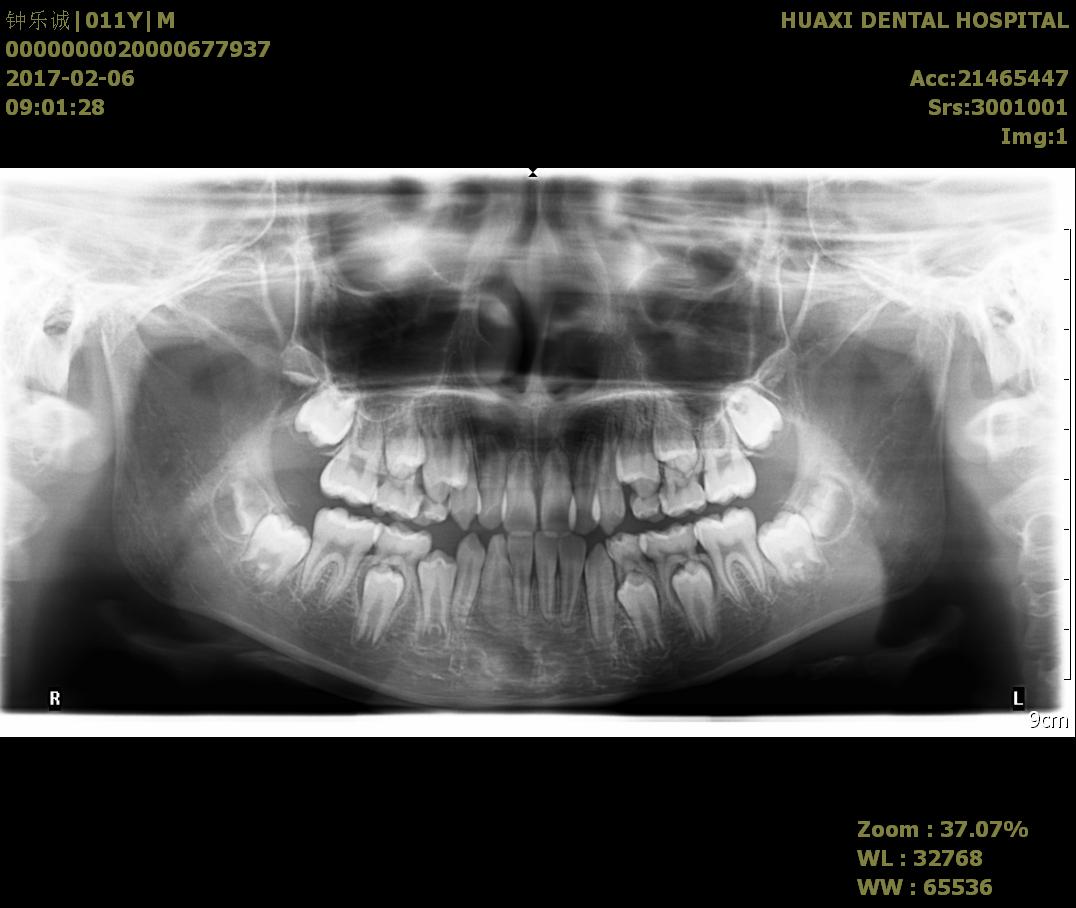 钟乐诚|011Y|M
0000000020000677937
2017-02-06
09:01:28
HUAXI DENTAL HOSPITAL
Acc:21465447
Srs:3001001
Img:1
R
L
9cm
Zoom : 37.07%
WL : 32768
WW : 65536